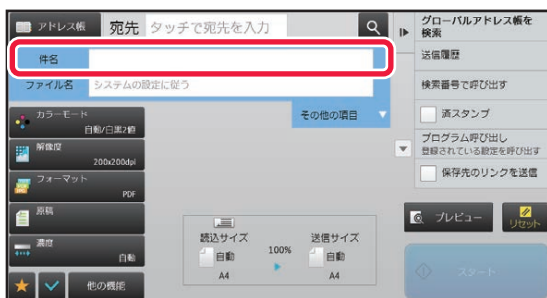 アドレス帳
宛先
タッチで宛先を入力
件名
ファイル名
システムの設定に従う
その他の項目
カラーモード
自動/白黒2値
解像度
200x200dpi
フォーマット
PDF
原稿
濃度
自動
他の機能
読込サイズ
自動
A4
100%
送信サイズ
自動
A4
グローバルアドレス帳を
検索
送信履歴
検索番号で呼び出す
済スタンプ
プログラム呼び出し
登録されている設定を呼び出す
保存先のリンクを送信
プレビュー
リセット
スタート